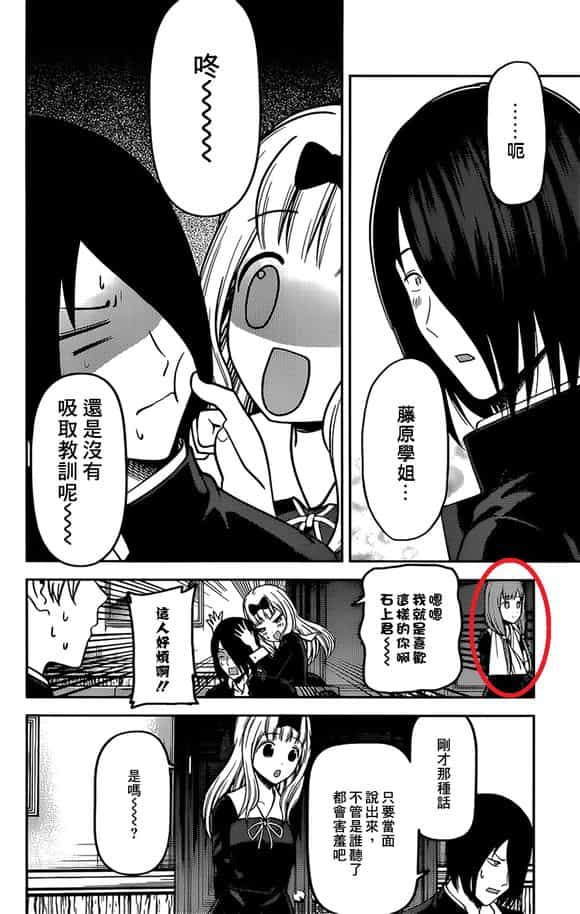 ……呃
藤原學姐…
咚～～～
還是沒有
吸取教訓呢～～
嗯嗯
我就是喜歡
這樣的你啊
石上君～～
這人好煩啊!!
剛才那種話
只要當面
說出來，
不管是誰聽了
都會害羞吧
是嗎～～?